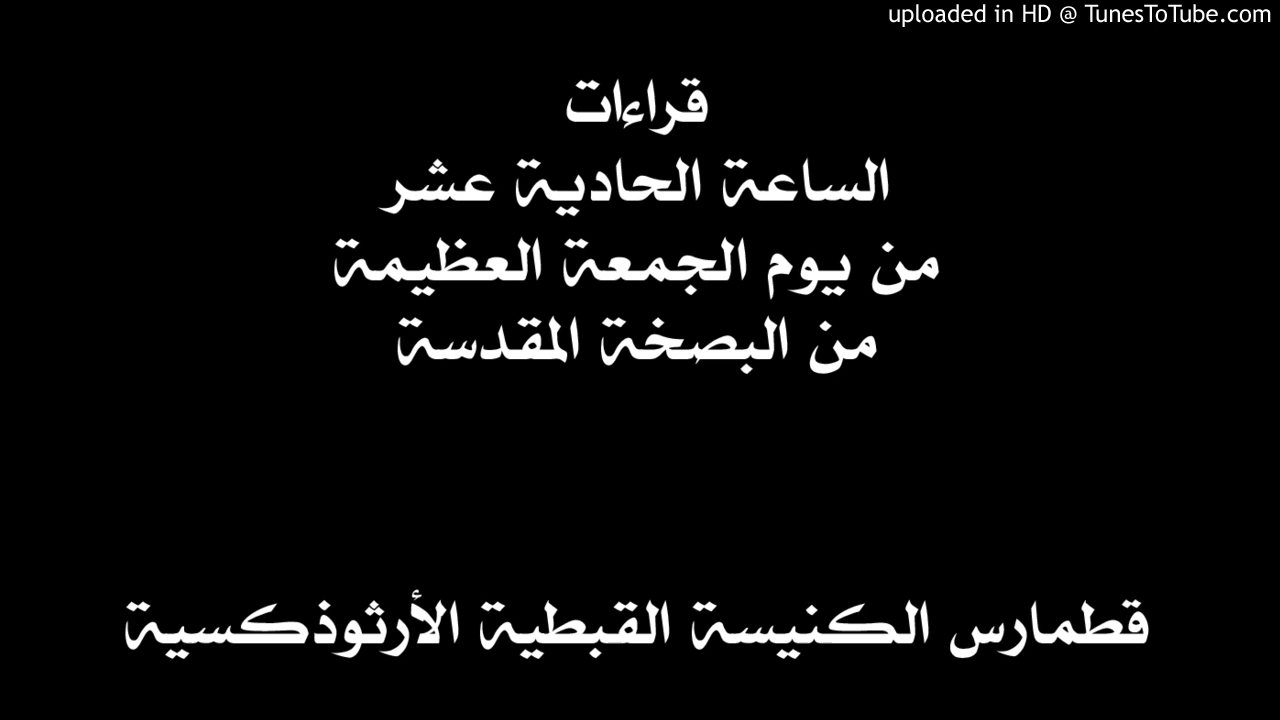 uploaded in HD @ TunesToTube.com
قراءات
الساعة الحادية عشر
من يوم الجمعة العظيمة
من البصخة المقدسة
قطمارس الكنيسة القبطية الأرثوذكسية